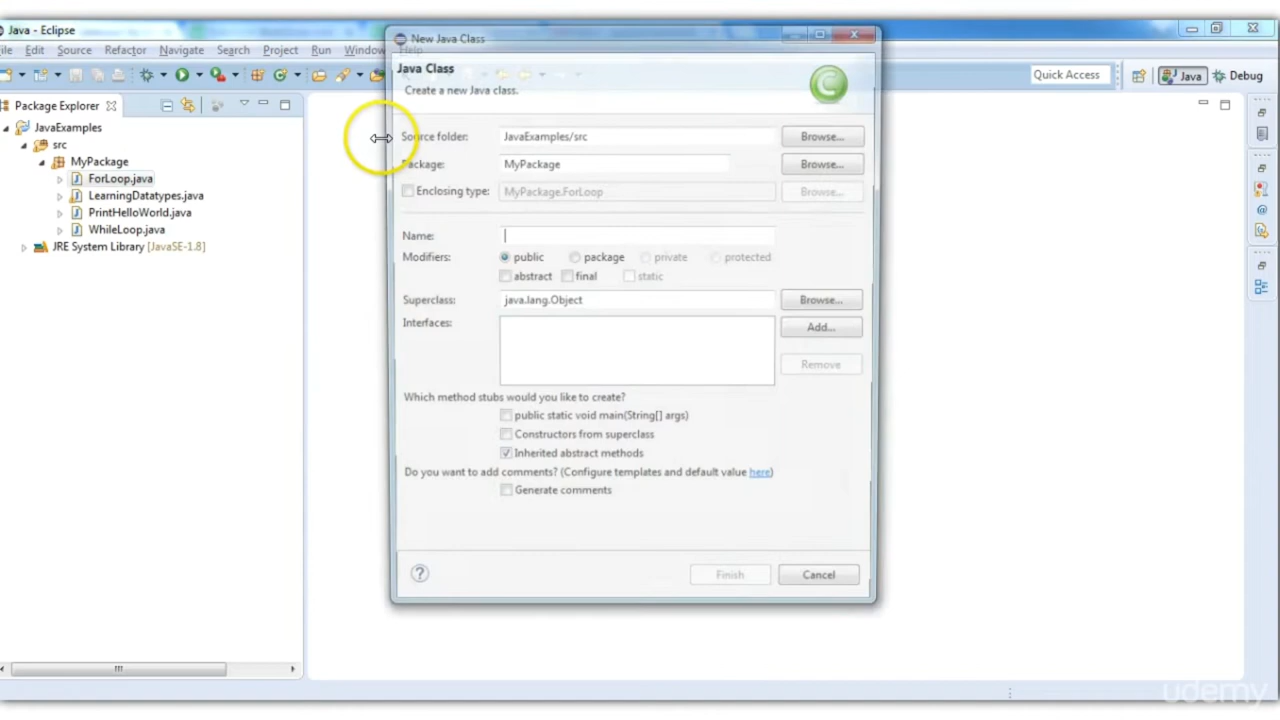 Java - Eclipse
New Java Class
ile Edit Source Refactor Navigate Search Project Run Window Help
Quick Access
Java
Debug
Package Explorer
JavaExamples
src
MyPackage
ForLoop.java
LearningDatatypes.java
PrintHelloWorld.java
WhileLoop.java
JRE System Library [JavaSE-1.8]
Java Class
Create a new Java class.
Source folder: JavaExamples/src Browse...
Package: MyPackage Browse...
Enclosing type: MyPackage.ForLoop Browse...
Name:
Modifiers: public package private protected
abstract final static
Superclass: java.lang.Object Browse...
Interfaces: Add...
Remove
Which method stubs would you like to create?
public static void main(String[] args)
Constructors from superclass
Inherited abstract methods
Do you want to add comments? (Configure templates and default value here)
Generate comments
? Finish Cancel
udemy